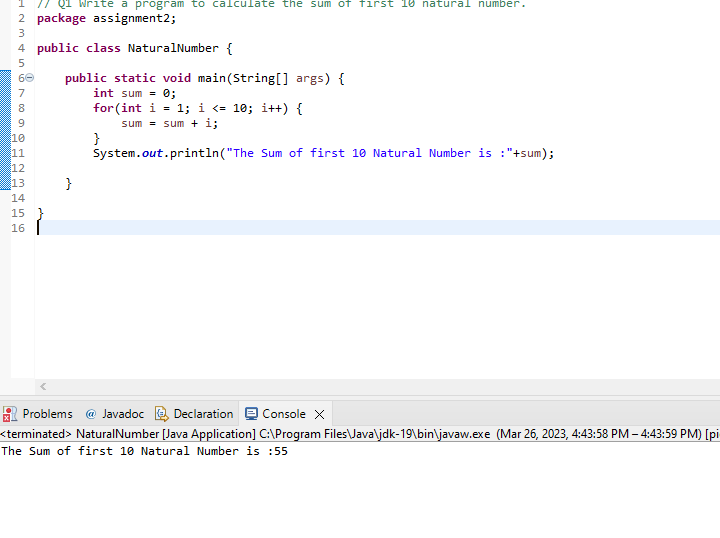 1 // Q1 Write a program to calculate the sum of first 10 natural number.
2 package assignment2;
3
4 public class NaturalNumber {
5
6 public static void main(String[] args) {
7 int sum = 0;
8 for(int i = 1; i <= 10; i++) {
9 sum = sum + i;
10 }
11 System.out.println("The Sum of first 10 Natural Number is :"+sum);
12
13 }
14
15 }
16
Problems @ Javadoc Declaration Console
<terminated> NaturalNumber [Java Application] C:\Program Files\Java\jdk-19\bin\javaw.exe (Mar 26, 2023, 4:43:58 PM – 4:43:59 PM) [pi
The Sum of first 10 Natural Number is :55